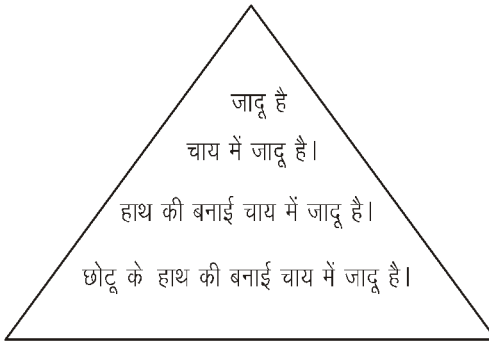 जादू है
चाय में जादू है।
हाथ की बनाई चाय में जादू है।
छोटू के हाथ की बनाई चाय में जादू है।